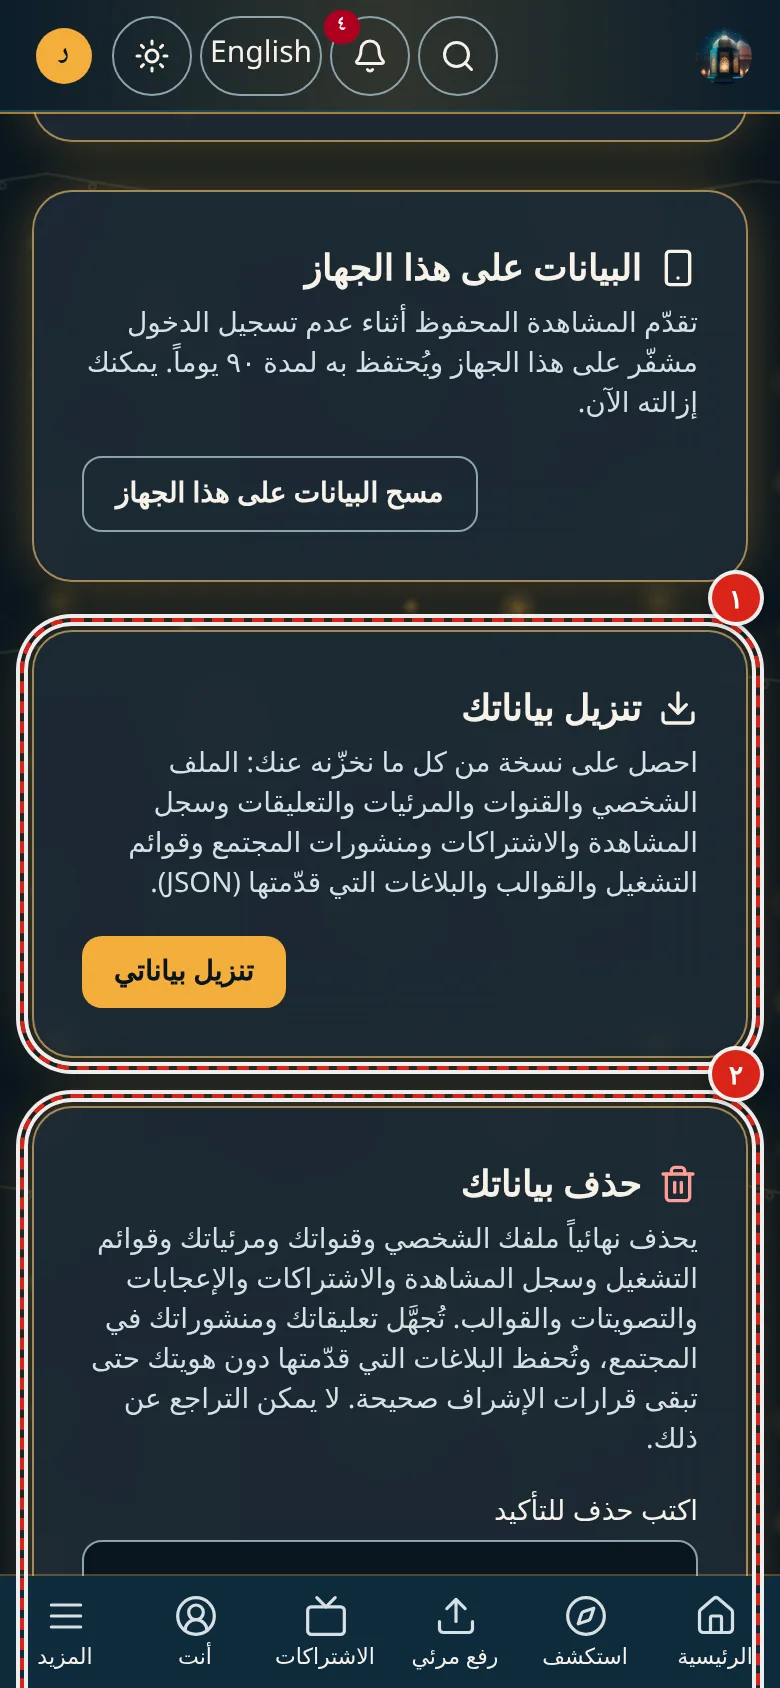 ر
English
٤
البيانات على هذا الجهاز
تقدّم المشاهدة المحفوظ أثناء عدم تسجيل الدخول
مشفّر على هذا الجهاز ويُحتفظ به لمدة ٩٠ يوماً. يمكنك
إزالته الآن.
مسح البيانات على هذا الجهاز
١
تنزيل بياناتك
احصل على نسخة من كل ما نخزّنه عنك: الملف
الشخصي والقنوات والمرئيات والتعليقات وسجل
المشاهدة والاشتراكات ومنشورات المجتمع وقوائم
التشغيل والقوالب والبلاغات التي قدّمتها (JSON).
تنزيل بياناتي
٢
حذف بياناتك
يحذف نهائياً ملفك الشخصي وقنواتك ومرئياتك وقوائم
التشغيل وسجل المشاهدة والاشتراكات والإعجابات
والتصويتات والقوالب. تُجهَّل تعليقاتك ومنشوراتك في
المجتمع، وتُحفظ البلاغات التي قدّمتها دون هويتك حتى
تبقى قرارات الإشراف صحيحة. لا يمكن التراجع عن
ذلك.
اكتب حذف للتأكيد
الرئيسية
استكشف
رفع مرئي
الاشتراكات
أنت
المزيد